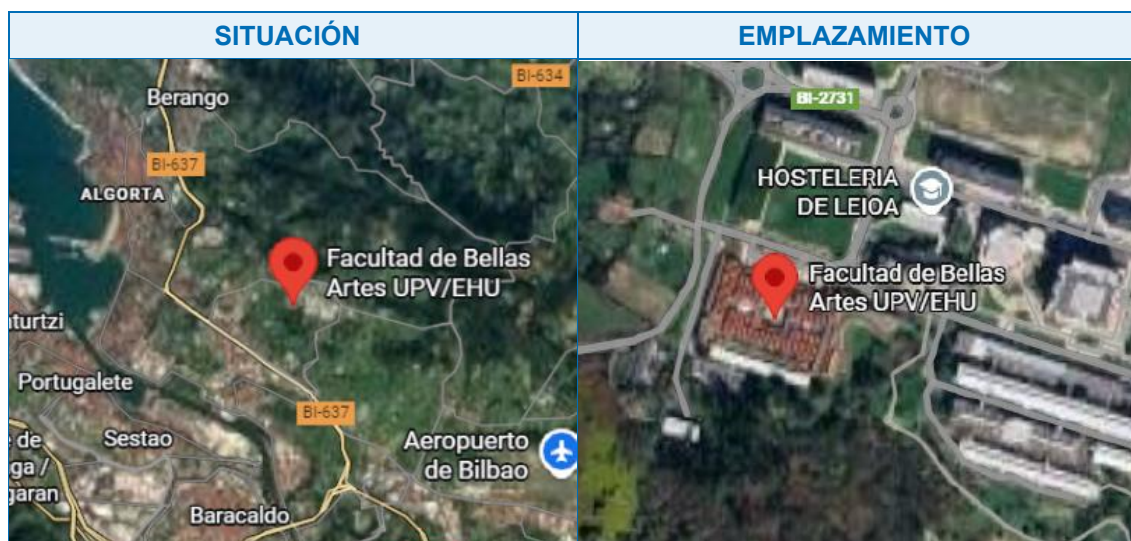 SITUACIÓN
EMPLAZAMIENTO
BI-634
Berango
BI-637
ALGORTA
Facultad de Bellas
Artes UPV/EHU
Portugalete
BI-637
Sestao
Aeropuerto
de Bilbao
Baracaldo
BI-2731
HOSTELERIA
DE LEIOA
Facultad de Bellas
Artes UPV/EHU